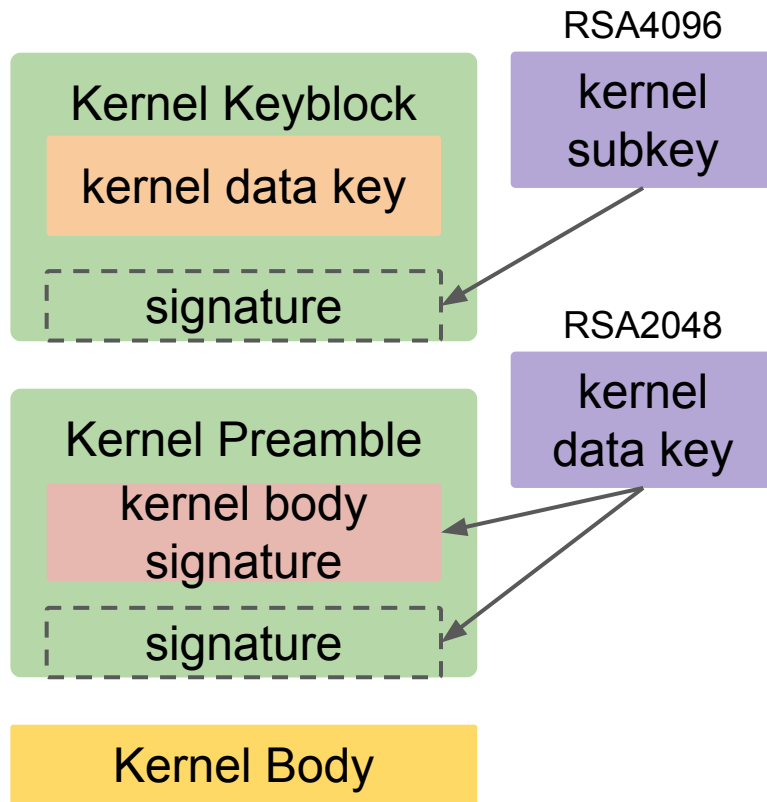 RSA4096
Kernel Keyblock
kernel data key
signature
kernel
subkey
RSA2048
Kernel Preamble
kernel body
signature
signature
kernel
data key
Kernel Body